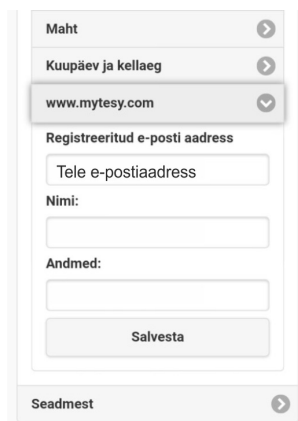 Maht
Kuupäev ja kellaeg
www.mytesy.com
Registreeritud e-posti aadress
Tele e-postiaadress
Nimi:
Andmed:
Salvesta
Seadmest